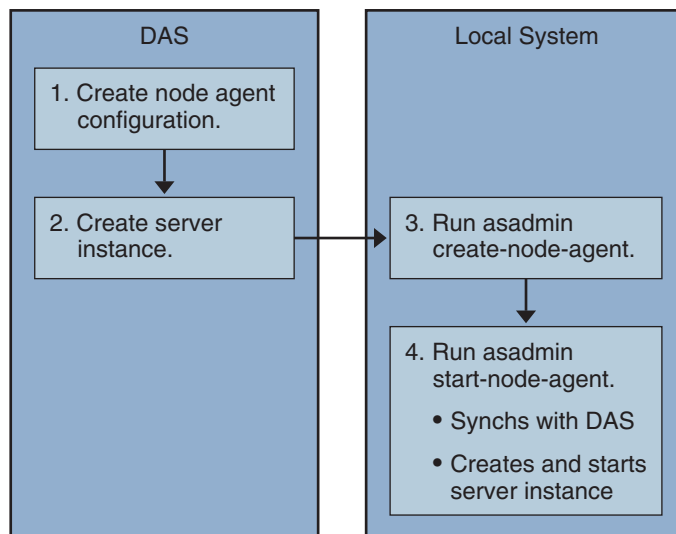 DAS
1. Create node agent
configuration.
2. Create server
instance.
Local System
3. Run asadmin
create-node-agent.
4. Run asadmin
start-node-agent.
• Synchs with DAS
• Creates and starts
server instance